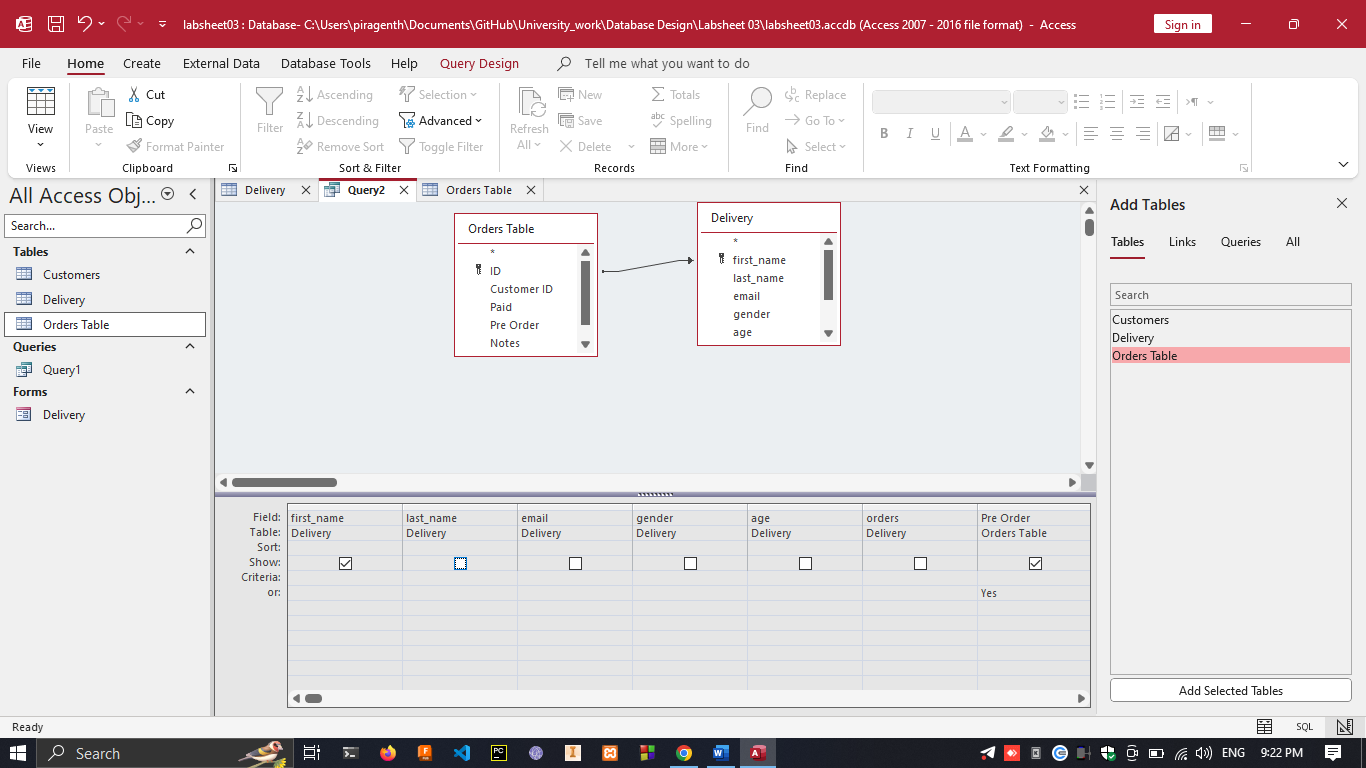 labsheet03 : Database- C:\Users\piragenth\Documents\GitHub\University_work\Database Design\Labsheet 03\labsheet03.accdb (Access 2007 - 2016 file format) - Access
Sign in
File Home Create External Data Database Tools Help Query Design Tell me what you want to do
View
Views
Paste
Cut
Copy
Format Painter
Clipboard
Filter
Ascending
Descending
Remove Sort
Selection
Advanced
Toggle Filter
Sort & Filter
Refresh
All
New
Save
Delete
Totals
Spelling
More
Records
Find
Replace
Go To
Select
Find
B I U A
Text Formatting
All Access Obj...
Search...
Tables
Customers
Delivery
Orders Table
Queries
Query1
Forms
Delivery
Delivery Query2 Orders Table
Orders Table
*
ID
Customer ID
Paid
Pre Order
Notes
Delivery
*
first_name
last_name
email
gender
age
Field: first_name last_name email gender age orders Pre Order
Table: Delivery Delivery Delivery Delivery Delivery Delivery Orders Table
Sort:
Show:
Criteria:
or: Yes
Add Tables
Tables Links Queries All
Search
Customers
Delivery
Orders Table
Add Selected Tables
Ready
SQL
Search
PC
ENG
9:22 PM